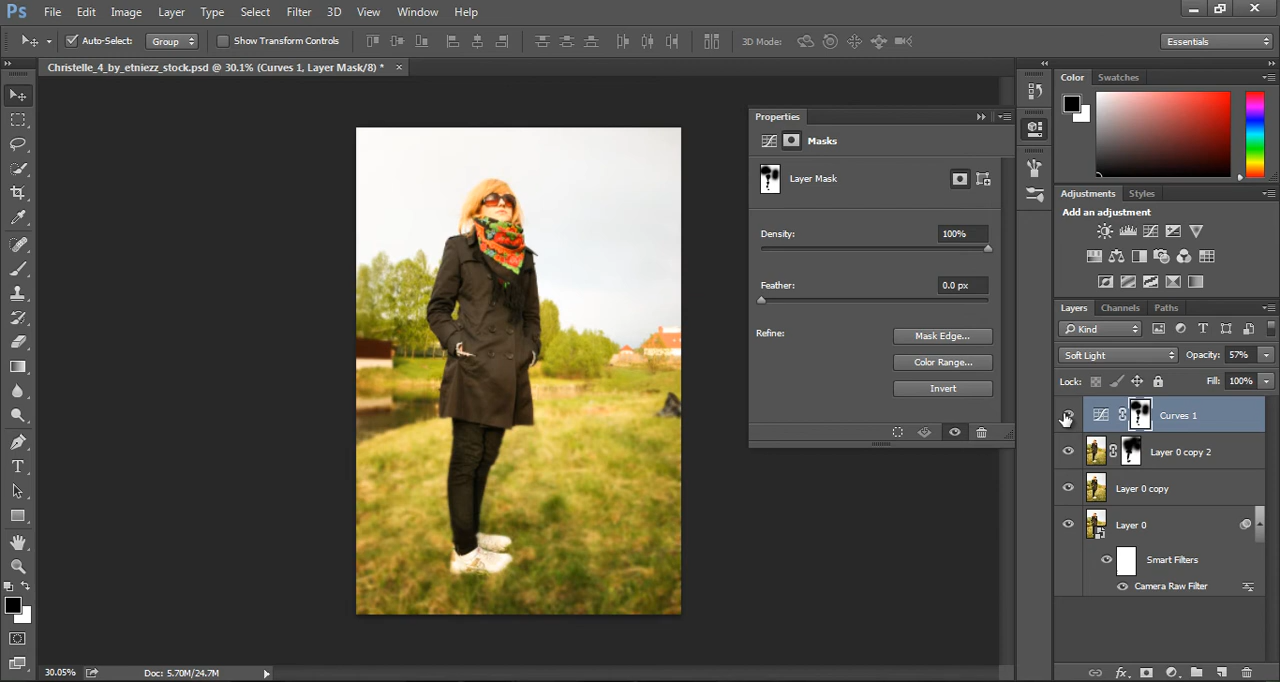 Ps File Edit Image Layer Type Select Filter 3D View Window Help
Auto-Select: Group Show Transform Controls 3D Mode: Essentials
Christelle_4_by_etniezz_stock.psd @ 30.1% (Curves 1, Layer Mask/8) * ×
Properties
Masks
Layer Mask
Density: 100%
Feather: 0.0 px
Refine: Mask Edge...
Color Range...
Invert
Color Swatches
Adjustments Styles
Add an adjustment
Layers Channels Paths
Kind
Soft Light Opacity: 57%
Lock: Fill: 100%
Curves 1
Layer 0 copy 2
Layer 0 copy
Layer 0
Smart Filters
Camera Raw Filter
30.05% Doc: 5.70M/24.7M